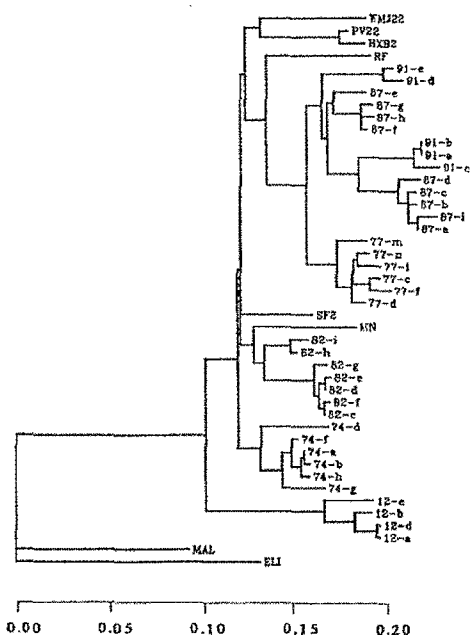 EMJ22
PV22
HXB2
RF
91-e
91-d
87-e
87-g
87-h
87-f
91-b
91-a
91-c
87-d
87-c
87-b
87-i
87-a
77-m
77-n
77-i
77-c
77-f
77-d
SF2
MN
82-i
82-h
82-g
82-e
82-d
82-f
82-c
74-d
74-f
74-a
74-b
74-h
74-g
12-c
12-b
12-d
12-a
MAL
ELI
0.00 0.05 0.10 0.15 0.20